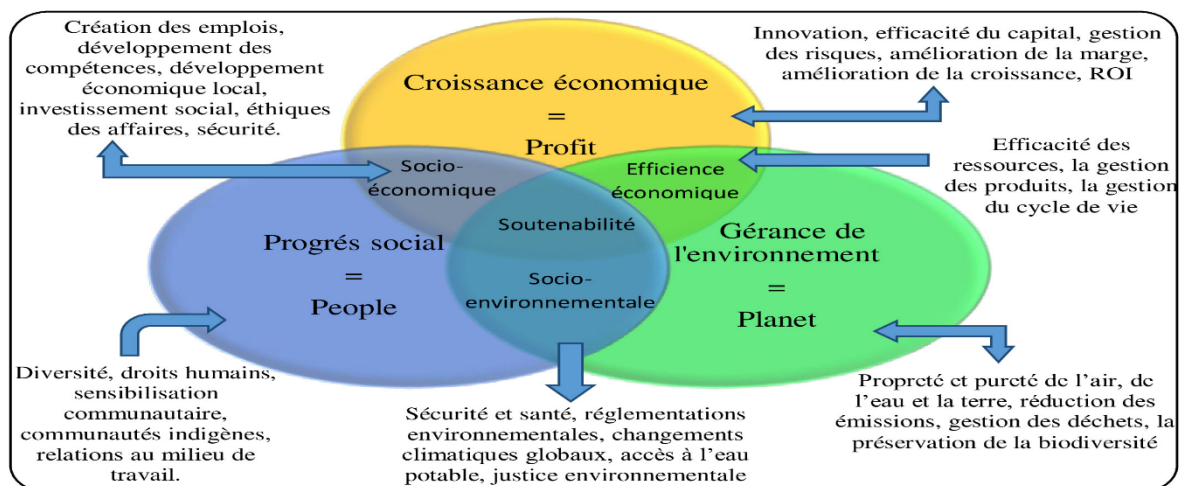 Création des emplois,
développement des
compétences, développement
économique local,
investissement social, éthiques
des affaires, sécurité.
Innovation, efficacité du capital, gestion
des risques, amélioration de la marge,
amélioration de la croissance, ROI
Croissance économique
=
Profit
Efficacité des
ressources, la gestion
des produits, la gestion
du cycle de vie
Socio-
économique
Efficience
économique
Soutenabilité
Progrés social
=
People
Gérance de
l'environnement
=
Planet
Socio-
environnementale
Diversité, droits humains,
sensibilisation
communautaire,
communautés indigènes,
relations au milieu de
travail.
Sécurité et santé, réglementations
environnementales, changements
climatiques globaux, accès à l’eau
potable, justice environnementale
Propreté et pureté de l’air, de
l’eau et la terre, réduction des
émissions, gestion des déchets, la
préservation de la biodiversité